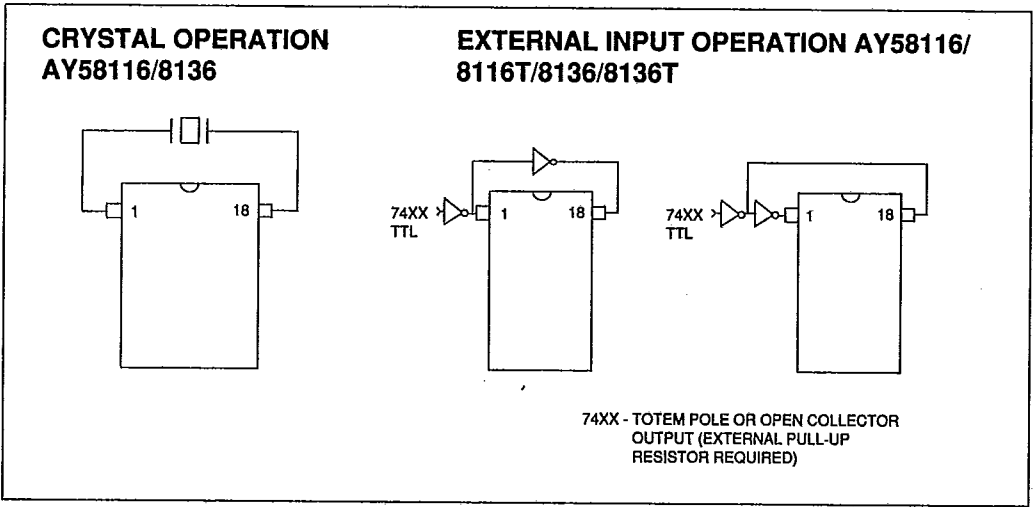 CRYSTAL OPERATION
AY58116/8136
EXTERNAL INPUT OPERATION AY58116/
8116T/8136/8136T
1 18
74XX
TTL
1 18
74XX
TTL
1 18
74XX - TOTEM POLE OR OPEN COLLECTOR
OUTPUT (EXTERNAL PULL-UP
RESISTOR REQUIRED)